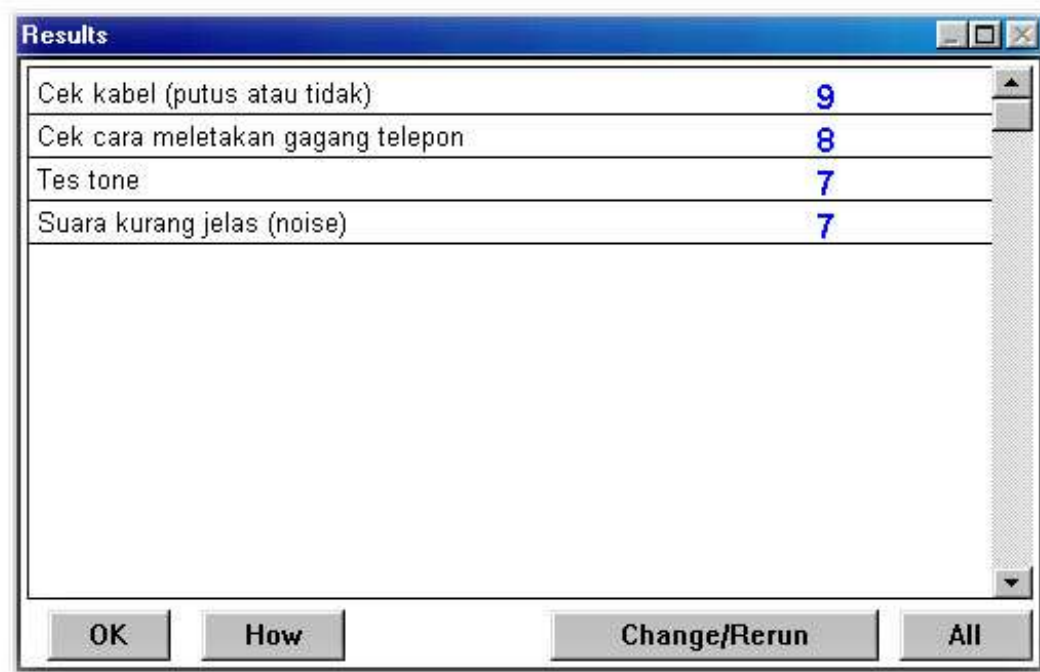 Results
Cek kabel (putus atau tidak) 9
Cek cara meletakan gagang telepon 8
Tes tone 7
Suara kurang jelas (noise) 7
OK How Change/Rerun All